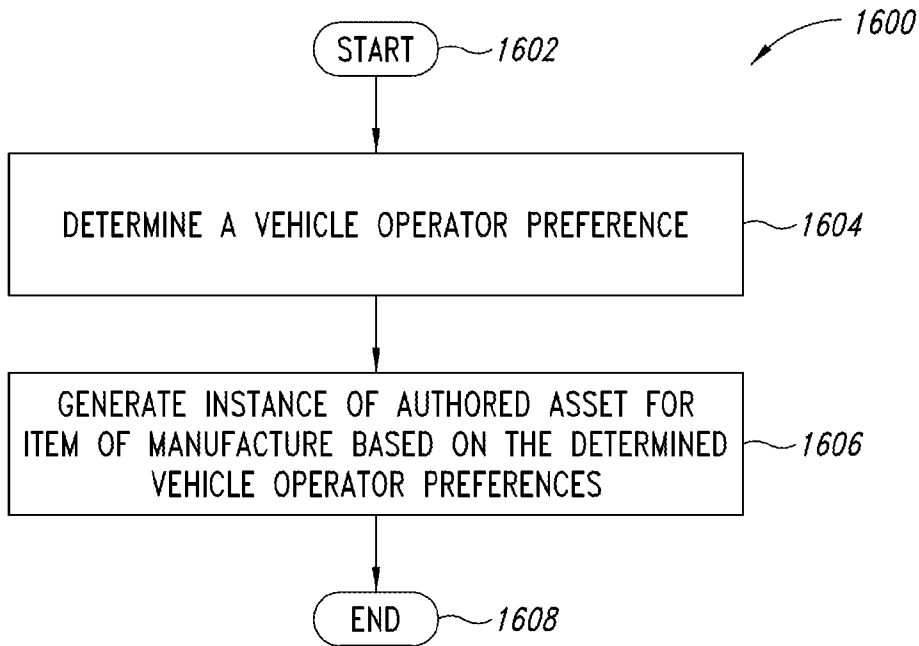 1600
START 1602
DETERMINE A VEHICLE OPERATOR PREFERENCE 1604
GENERATE INSTANCE OF AUTHORED ASSET FOR
ITEM OF MANUFACTURE BASED ON THE DETERMINED 1606
VEHICLE OPERATOR PREFERENCES
END 1608